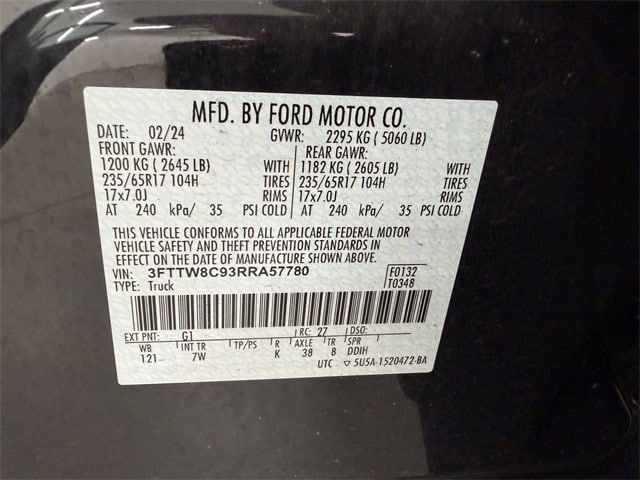 MFD. BY FORD MOTOR CO.
DATE: 02/24 GVWR: 2295 KG ( 5060 LB)
FRONT GAWR: REAR GAWR:
1200 KG ( 2645 LB) WITH 1182 KG ( 2605 LB) WITH
235/65R17 104H TIRES 235/65R17 104H TIRES
17x7.0J RIMS 17x7.0J RIMS
AT 240 kPa/ 35 PSI COLD AT 240 kPa/ 35 PSI COLD
THIS VEHICLE CONFORMS TO ALL APPLICABLE FEDERAL MOTOR
VEHICLE SAFETY AND THEFT PREVENTION STANDARDS IN
EFFECT ON THE DATE OF MANUFACTURE SHOWN ABOVE.
VIN: 3FTTW8C93RRA57780 F0132
TYPE: Truck T0348
EXT PNT: G1 RC: 27 DSO:
WB INT TR TP/PS R AXLE TR SPR
121 7W K 38 8 DDIH
UTC ▽ 5U5A-1520472-BA